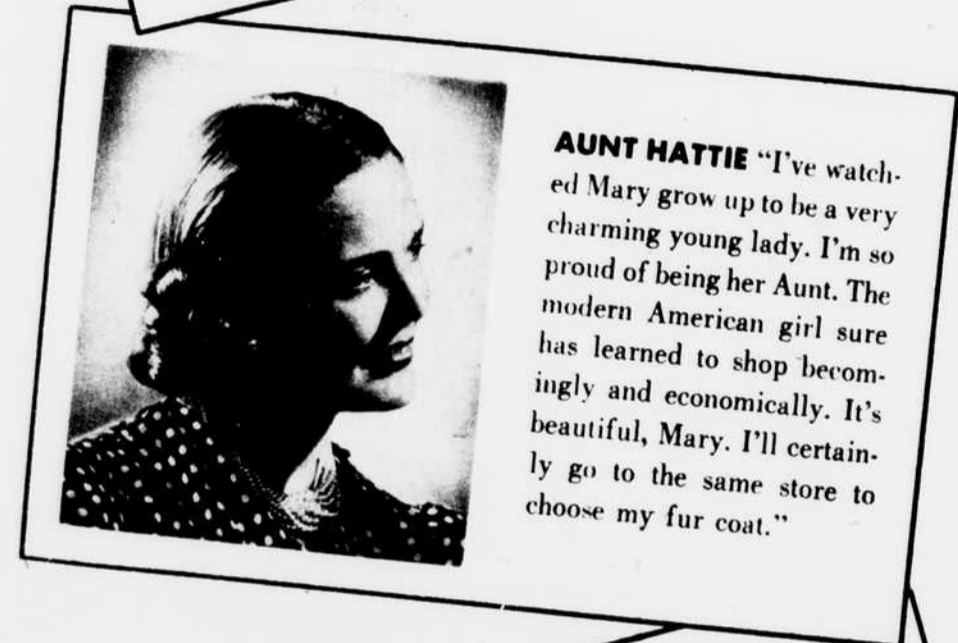 AUNT HATTIE “I’ve watch-
ed Mary grow up to be a very
charming young lady. I’m so
proud of being her Aunt. The
modern American girl sure
has learned to shop becom-
ingly and economically. It’s
beautiful, Mary. I’ll certain-
ly go to the same store to
choose my fur coat.”